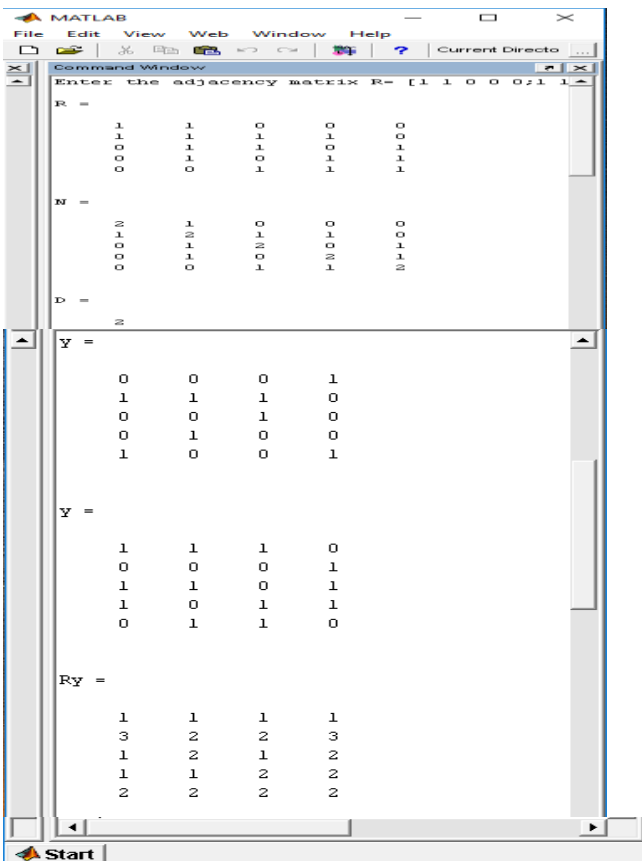 MATLAB
File Edit View Web Window Help
? Current Directo ...
Command Window
Enter the adjacency matrix R= [1 1 0 0 0;1 1
R =
1 1 0 0 0
1 1 1 1 0
0 1 1 0 1
0 1 0 1 1
0 0 1 1 1
N =
2 1 0 0 0
1 2 1 1 0
0 1 2 0 1
0 1 0 2 1
0 0 1 1 2
D =
2
Y =
0 0 0 1
1 1 1 0
0 0 1 0
0 1 0 0
1 0 0 1
y =
1 1 1 0
0 0 0 1
1 1 0 1
1 0 1 1
0 1 1 0
Ry =
1 1 1 1
3 2 2 3
1 2 1 2
1 1 2 2
2 2 2 2
Start